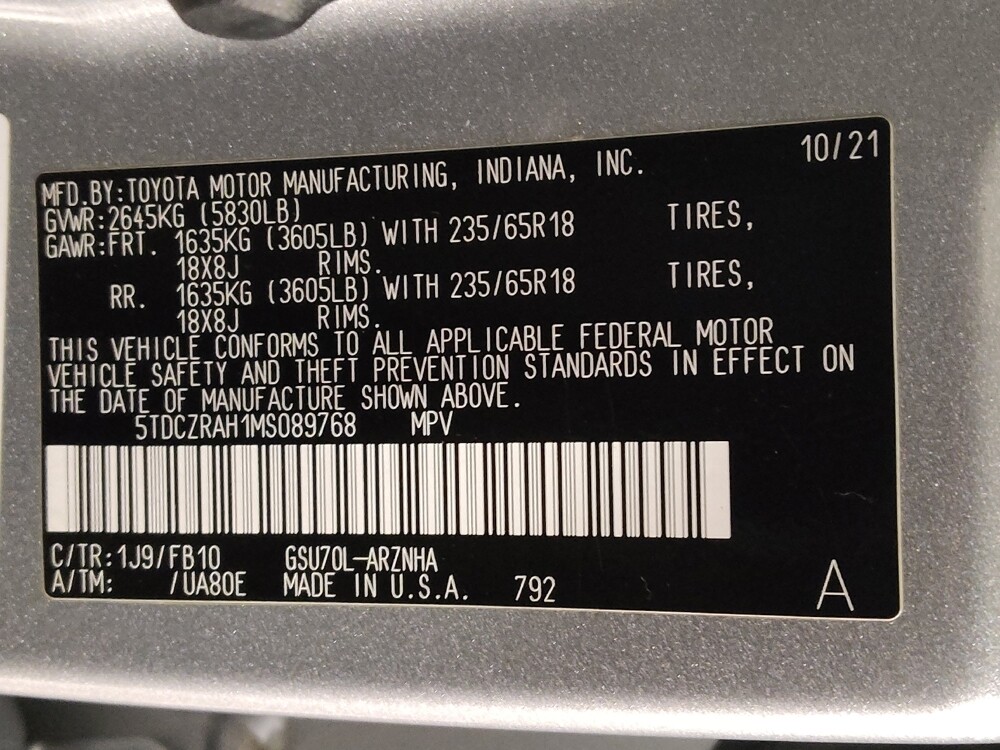 10/21
MFD.BY:TOYOTA MOTOR MANUFACTURING, INDIANA, INC.
GVWR:2645KG (5830LB)
GAWR:FRT. 1635KG (3605LB) WITH 235/65R18 TIRES,
18X8J RIMS.
RR. 1635KG (3605LB) WITH 235/65R18 TIRES,
18X8J RIMS.
THIS VEHICLE CONFORMS TO ALL APPLICABLE FEDERAL MOTOR
VEHICLE SAFETY AND THEFT PREVENTION STANDARDS IN EFFECT ON
THE DATE OF MANUFACTURE SHOWN ABOVE.
5TDCZRAH1MS089768 MPV
C/TR:1J9/FB10 GSU70L-ARZNHA
A/TM: /UA80E MADE IN U.S.A. 792 A